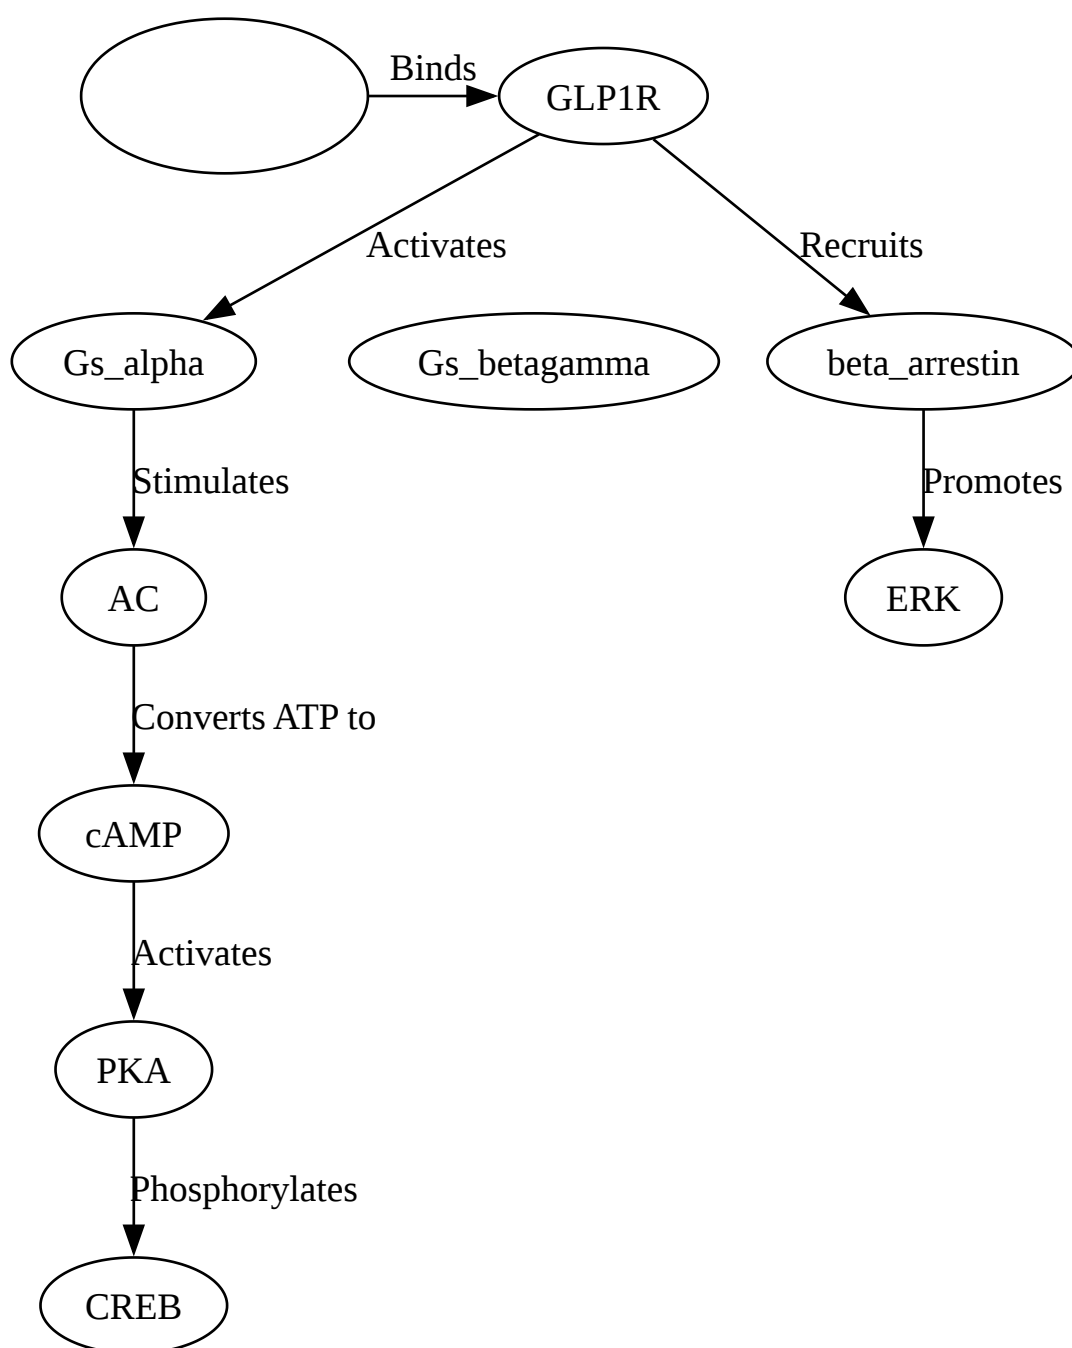 Binds
GLP1R
Activates
Recruits
Gs_alpha
Gs_betagamma
beta_arrestin
Stimulates
Promotes
AC
ERK
Converts ATP to
cAMP
Activates
PKA
Phosphorylates
CREB